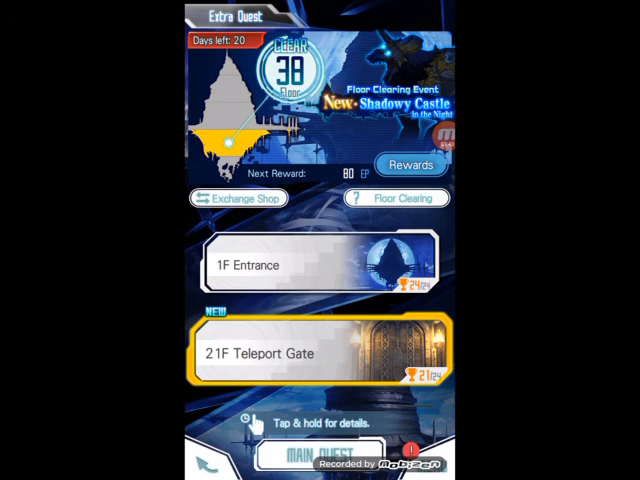 Extra Quest
Days left: 20
CLEAR
38
Floor
Floor Clearing Event
New・Shadowy Castle
in the Night
Next Reward: 80 EP
Rewards
Exchange Shop
? Floor Clearing
1F Entrance
24/24
NEW
21F Teleport Gate
21/24
Tap & hold for details.
MAIN QUEST
Recorded by MOBIZEN